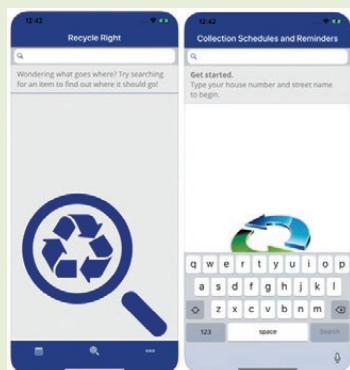 12:42
Recycle Right
Wondering what goes where? Try searching
for an item to find out where it should go!
12:42
Collection Schedules and Reminders
Get started.
Type your house number and street name
to begin.
q w e r t y u i o p
a s d f g h j k l
z x c v b n m
123 space Search